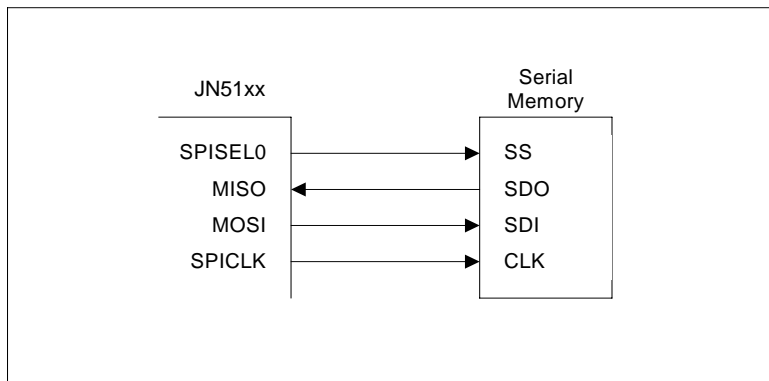 JN51xx
Serial
Memory
SPISEL0
SS
MISO
SDO
MOSI
SDI
SPICLK
CLK